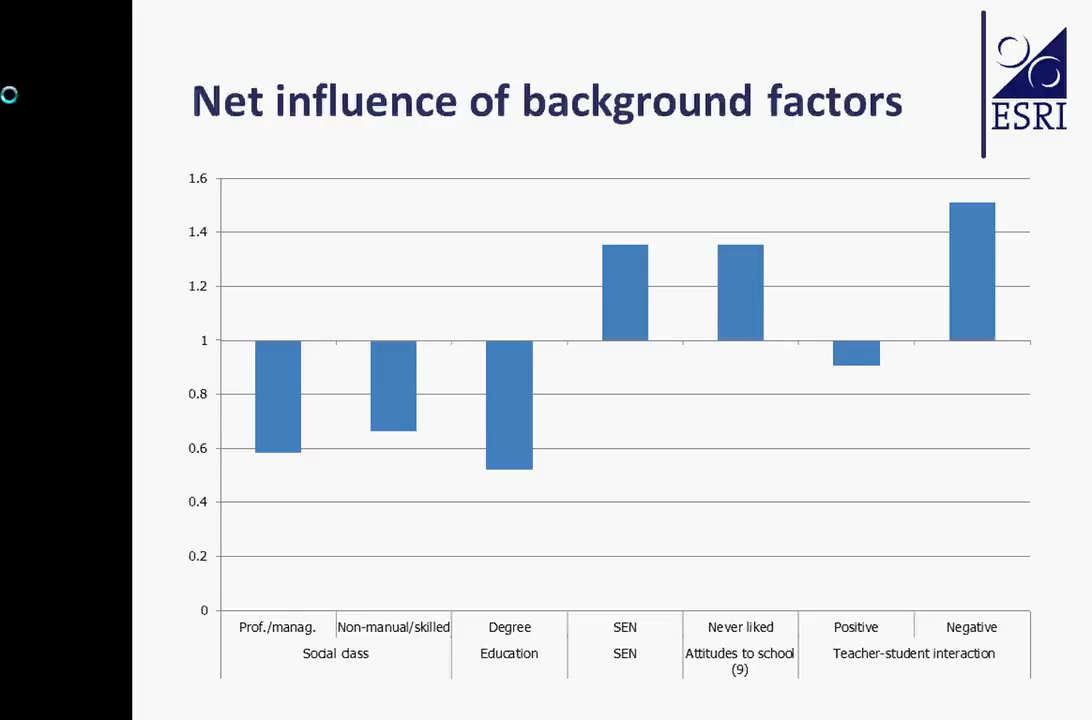 Net influence of background factors
ESRI
1.6
1.4
1.2
1
0.8
0.6
0.4
0.2
0
Prof./manag. Non-manual/skilled Degree SEN Never liked Positive Negative
Social class Education SEN Attitudes to school Teacher-student interaction
(9)